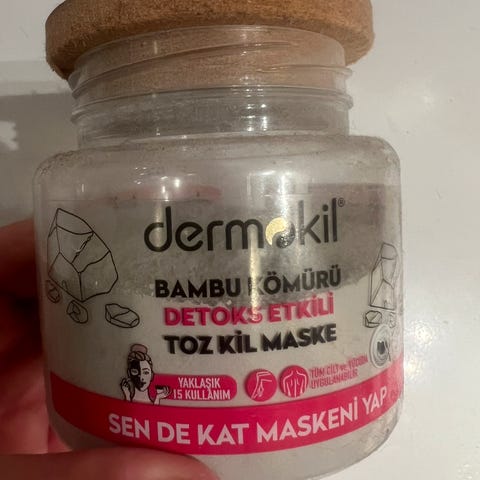 dermokil®
BAMBU KÖMÜRÜ
DETOKS ETKİLİ
TOZ KİL MASKE
YAKLAŞIK
15 KULLANIM
TÜM CİLT ve VÜCUDA
UYGULANABİLİR
SEN DE KAT MASKENİ YAP